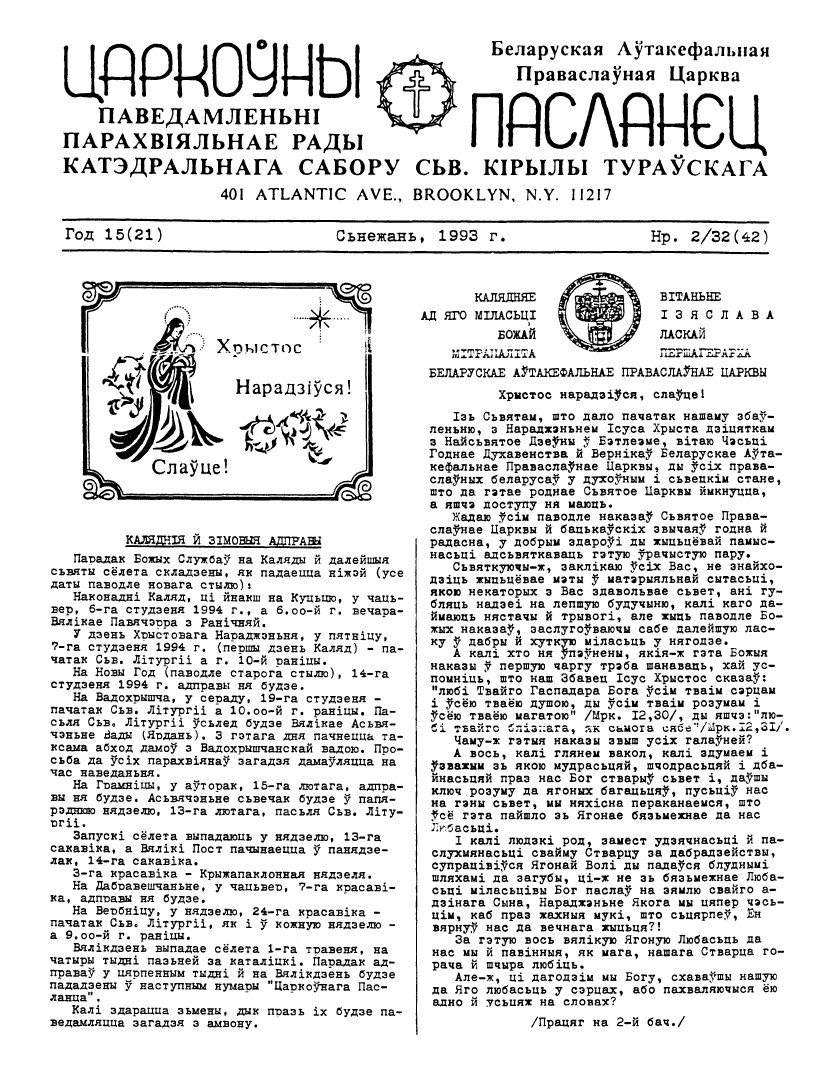 ЦАРКОЎНЫ
Беларуская Аўтакефальная
Праваслаўная Царква
ПАСЛАНЕЦ
ПАВЕДАМЛЕНЬНІ
ПАРАХВІЯЛЬНАЕ РАДЫ
КАТЭДРАЛЬНАГА САБОРУ СЬВ. КІРЫЛЫ ТУРАЎСКАГА
401 ATLANTIC AVE., BROOKLYN, N.Y. 11217
Год 15(21)
Сьнежань, 1993 г.
Нр. 2/32(42)
Хрыстос
Нарадзіўся!
Слаўце!
КАЛЯДНІЯ Й ЗІМОВЫЯ АДПРАВЫ
Парадак Божых Службаў на Каляды й далейшыя
сьвяты сёлета складзены, як падаецца ніжэй (усе
даты паводле новага стылю):
Наконадні Каляд, ці йнакш на Куцьцю, у чаць-
вер, 6-га студзеня 1994 г., а 6.оо-й г. вечара-
Вялікае Павячэрра з Ранічняй.
У дзень Хрыстовага Нараджэньня, у пятніцу,
7-га студзеня 1994 г. (першы дзень Каляд) - па-
чатак Сьв. Літургіі а г. 10-й раніцы.
На Новы Год (паводле старога стылю), 14-га
студзеня 1994 г. адправы ня будзе.
На Вадохрышча, у сераду, 19-га студзеня -
пачатак Сьв. Літургіі а 10.оо-й г. раніцы. Па-
сьля Сьв. Літургіі ўсьлед будзе Вялікае Асьвя-
чэньне Вады (Ярдань). З гэтага дня пачнецца та-
ксама абход дамоў з Вадохрышчанскай вадою. Про-
сьба да ўсіх парахвіянаў загадзя дамаўляцца на
час наведаньня.
На Грамніцы, у аўторак, 15-га лютага, адпра-
вы ня будзе. Асьвячэньне сьвечак будзе ў папя-
рэднюю нядзелю, 13-га лютага, пасьля Сьв. Літу-
ргіі.
Запускі сёлета выпадаюць у нядзелю, 13-га
сакавіка, а Вялікі Пост пачынаецца ў панядзе-
лак, 14-га сакавіка.
3-га красавіка - Крыжапаклонная нядзеля.
На Дабравешчаньне, у чацьвер, 7-га красаві-
ка, адправы ня будзе.
На Вербніцу, у нядзелю, 24-га красавіка -
пачатак Сьв. Літургіі, як і ў кожную нядзелю -
а 9.оо-й г. раніцы.
Вялікдзень выпадае сёлета 1-га травеня, на
чатыры тыдні пазьней за каталіцкі. Парадак ад-
праваў у цярпенным тыдні й на Вялікдзень будзе
пададзены ў наступным нумары "Царкоўнага Пас-
ланца".
Калі здарацца зьмены, дык празь іх будзе па-
ведамляцца загадзя з амвону.
КАЛЯДНЯЕ ВІТАНЬНЕ
АД ЯГО МІЛАСЬЦІ ІЗЯСЛАВА
БОЖАЙ ЛАСКАЙ
МІТРАПАЛІТА ПЕРШАГЕРАРХА
БЕЛАРУСКАЕ АЎТАКЕФАЛЬНАЕ ПРАВАСЛАЎНАЕ ЦАРКВЫ
Хрыстос нарадзіўся, слаўце!
Ізь Сьвятам, што дало пачатак нашаму збаў-
леньню, з Нараджэньнем Ісуса Хрыста дзіцяткам
з Найсьвятое Дзеўны ў Бэтлееме, вітаю Чэсьці
Годнае Духавенства й Вернікаў Беларускае Аўта-
кефальнае Праваслаўнае Царквы, ды ўсіх права-
слаўных беларусаў у духоўным і сьвецкім стане,
што да гэтае роднае Сьвятое Царквы імкнуцца,
а яшчэ доступу ня маюць.
Жадаю ўсім паводле наказаў Сьвятое Права-
слаўнае Царквы й бацькаўскіх звычаяў годна й
радасна, у добрым здароўі ды жыцьцёвай памыс-
насьці адсьвяткаваць гэтую ўрачыстую пару.
Сьвяткуючы-ж, заклікаю ўсіх Вас, не знайхо-
дзіць жыцьцёвае мэты ў матэрыяльнай сытасьці,
якою некаторых з Вас здавольвае сьвет, ані гу-
бляць надзеі на лепшую будучыню, калі каго да-
ймаюць нястачы й трывогі, але жыць паводле Бо-
жых наказаў, заслугоўваючы сабе далейшую лас-
ку ў дабры й хуткую міласьць у нягодзе.
А калі хто ня ўпэўнены, якія-ж гэта Божыя
наказы ў першую чаргу трэба шанаваць, хай ус-
помніць, што наш Збавец Ісус Хрыстос сказаў:
"любі Твайго Гаспадара Бога ўсім тваім сэрцам
і ўсёю тваёю душою, ды ўсім тваім розумам і
ўсёю тваёю магатою" /Мрк. 12,30/, ды яшчэ:"лю-
бі твайго бліжнага, як самога сябе"/Мрк.12,31/.
Чаму-ж гэтыя наказы звыш усіх галаўней?
А вось, калі глянем вакол, калі здумаем і
ўзважым зь якою мудрасьцяй, шчодрасьцяй і дба-
йнасьцяй праз нас Бог стварыў сьвет і, даўшы
ключ розуму да ягоных багацьцяў, пусьціў нас
на гэны сьвет, мы няхісна пераканаемся, што
ўсё гэта пайшло зь Ягонае бязьмежнае да нас
Любасьці.
І калі людзкі род, замест удзячнасьці й па-
слухмянасьці свайму Стварцу за дабрадзействы,
супрацівіўся Ягонай Волі ды падаўся блуднымі
шляхамі да загубы, ці-ж не зь бязьмежнае Люба-
сьці міласьцівы Бог паслаў на зямлю свайго а-
дзінага Сына, Нараджэньне Якога мы цяпер чэсь-
цім, каб праз жахныя мукі, што сьцярпеў, Ён
вярнуў нас да вечнага жыцьця?!
За гэтую вось вялікую Ягоную Любасьць да
нас мы й павінныя, як мага, нашага Стварца го-
рача й шчыра любіць.
Але-ж, ці дагодзім мы Богу, схаваўшы нашую
да Яго любасьць у сэрцах, або пахваляючыся ёю
адно й усьцяж на словах?
/Працяг на 2-й бач./